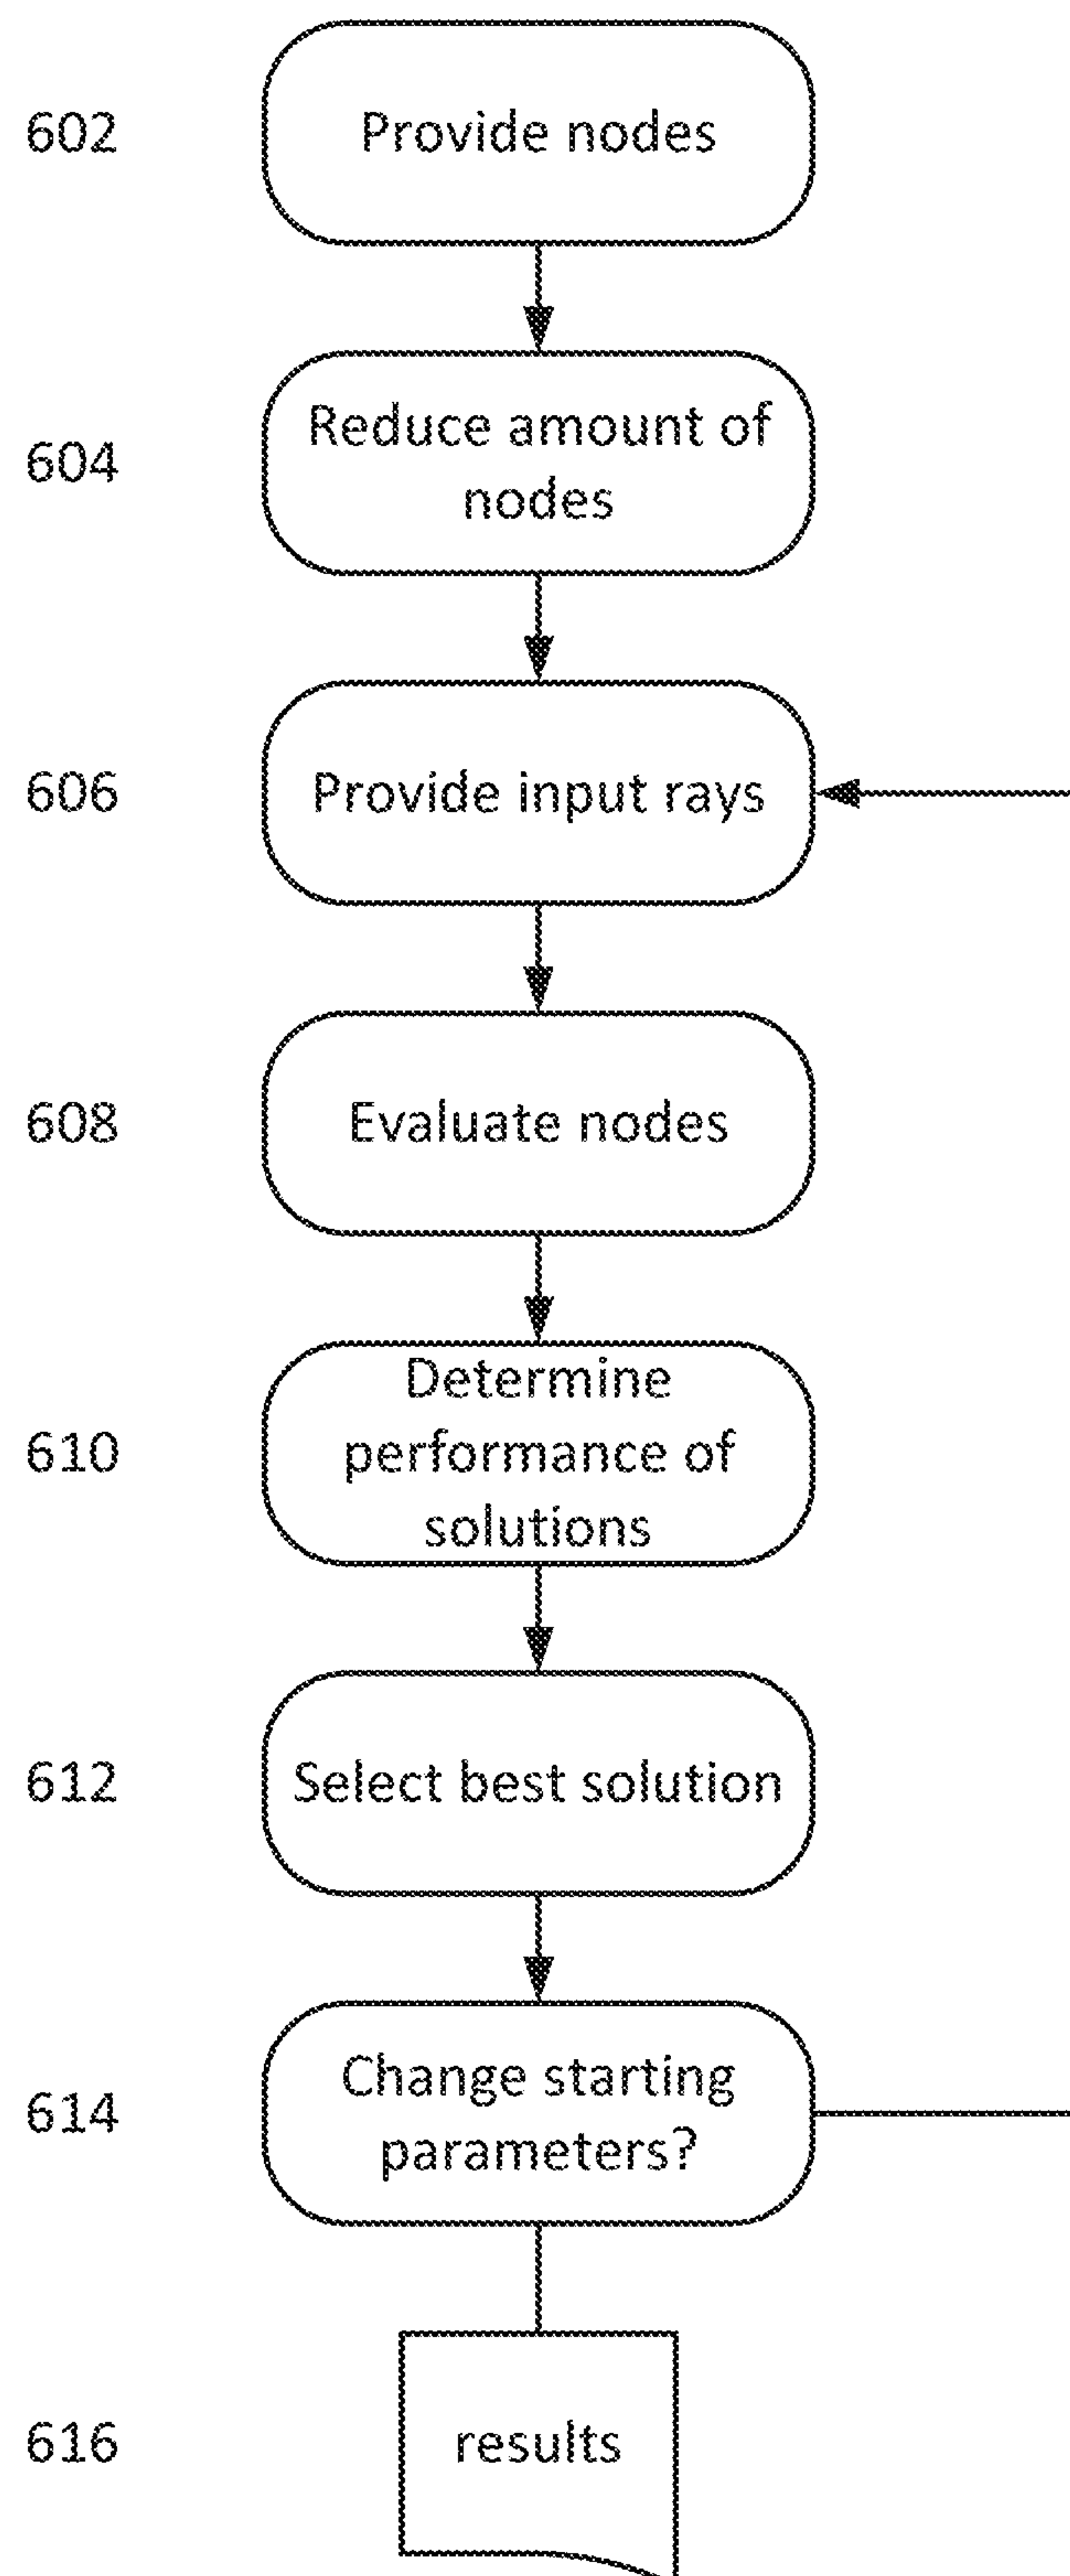 602
Provide nodes
604
Reduce amount of
nodes
606
Provide input rays
608
Evaluate nodes
610
Determine
performance of
solutions
612
Select best solution
614
Change starting
parameters?
616
results